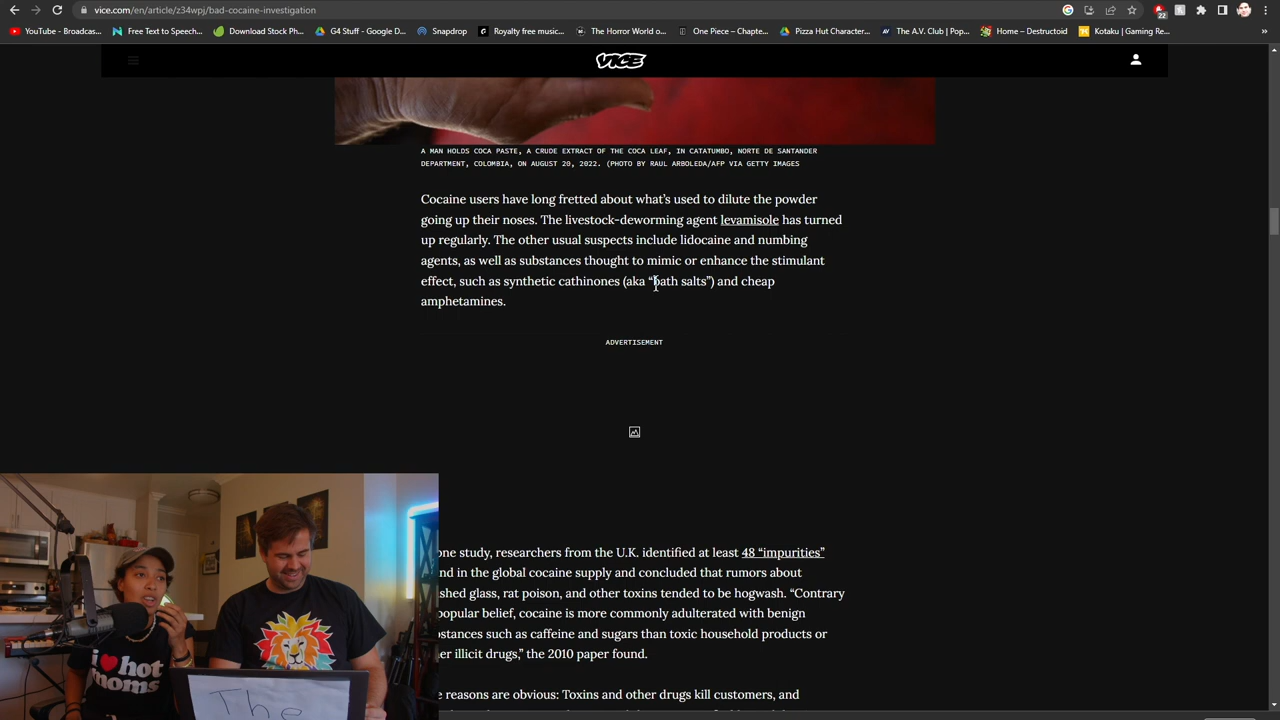 vice.com/en/article/z34wpj/bad-cocaine-investigation
22
YouTube - Broadcas...
Free Text to Speech...
Download Stock Ph...
G4 Stuff - Google D...
Snapdrop
Royalty free music...
The Horror World o...
One Piece – Chapte...
Pizza Hut Character...
The A.V. Club | Pop...
Home – Destructoid
Kotaku | Gaming Re...
VICE
A MAN HOLDS COCA PASTE, A CRUDE EXTRACT OF THE COCA LEAF, IN CATATUMBO, NORTE DE SANTANDER
DEPARTMENT, COLOMBIA, ON AUGUST 20, 2022. (PHOTO BY RAUL ARBOLEDA/AFP VIA GETTY IMAGES
Cocaine users have long fretted about what's used to dilute the powder
going up their noses. The livestock-deworming agent levamisole has turned
up regularly. The other usual suspects include lidocaine and numbing
agents, as well as substances thought to mimic or enhance the stimulant
effect, such as synthetic cathinones (aka “bath salts”) and cheap
amphetamines.
ADVERTISEMENT
one study, researchers from the U.K. identified at least 48 “impurities”
nd in the global cocaine supply and concluded that rumors about
shed glass, rat poison, and other toxins tended to be hogwash. “Contrary
popular belief, cocaine is more commonly adulterated with benign
bstances such as caffeine and sugars than toxic household products or
er illicit drugs,” the 2010 paper found.
e reasons are obvious: Toxins and other drugs kill customers, and
i ♥ hot
moms
The